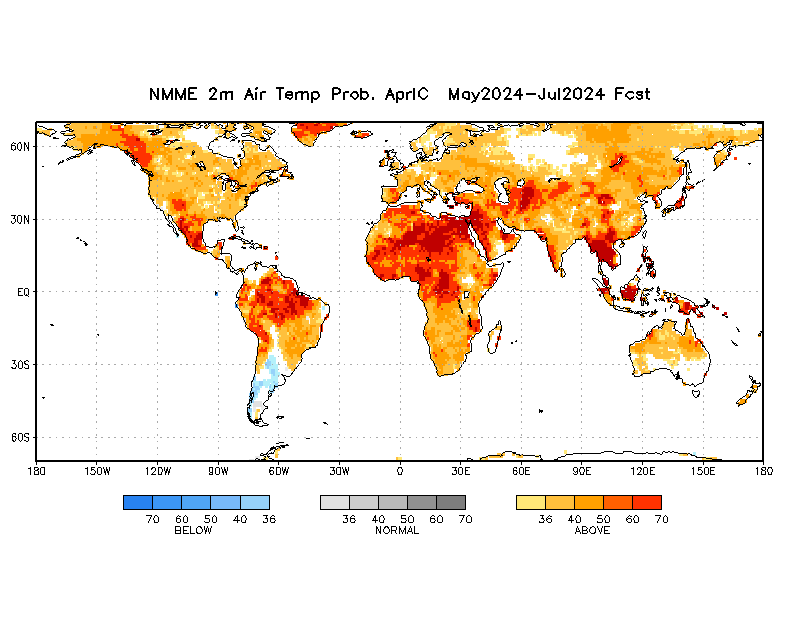 NMME 2m Air Temp Prob. AprIC May2024-Jul2024 Fcst
60N
30N
EQ
30S
60S
180 150W 120W 90W 60W 30W 0 30E 60E 90E 120E 150E 180
70 60 50 40 36 36 40 50 60 70 36 40 50 60 70
BELOW NORMAL ABOVE